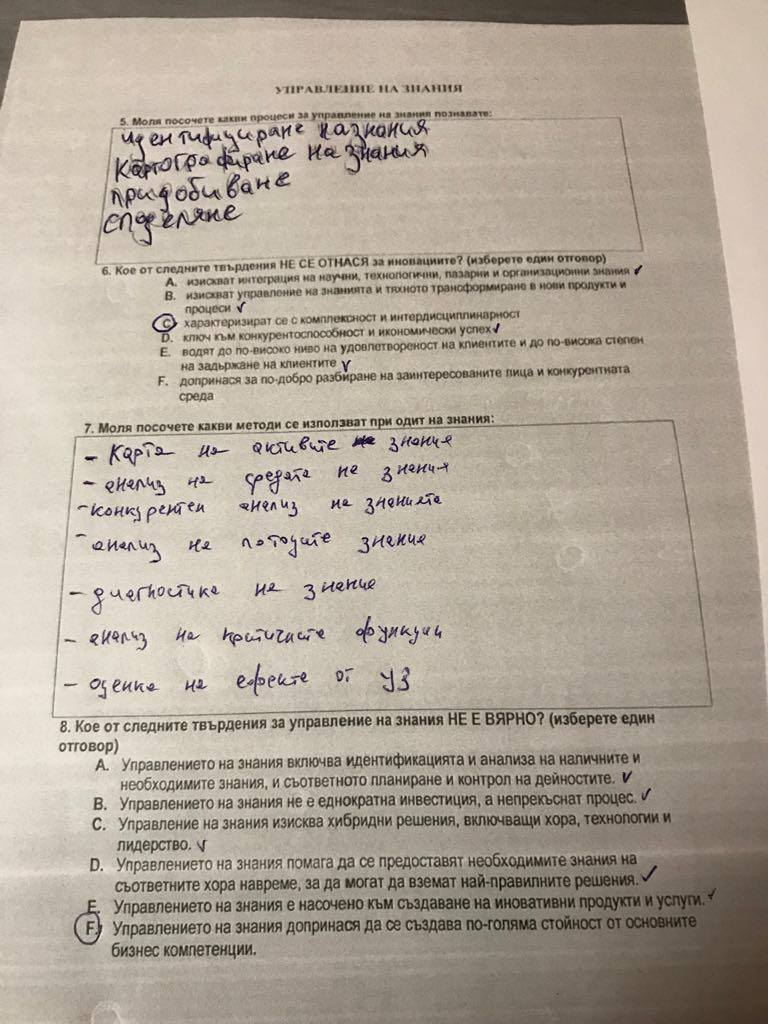 УПРАВЛЕНИЕ НА ЗНАНИЯ
5. Моля посочете какви процеси за управление на знания познавате:
идентифициране на знания
Картографиране на знания
придобиване
споделяне
6. Кое от следните твърдения НЕ СЕ ОТНАСЯ за иновациите? (изберете един отговор)
A. изискват интеграция на научни, технологични, пазарни и организационни знания ✓
B. изискват управление на знанията и тяхното трансформиране в нови продукти и
процеси ✓
C. характеризират се с комплексност и интердисциплинарност
D. ключ към конкурентоспособност и икономически успех ✓
E. водят до по-високо ниво на удовлетвореност на клиентите и до по-висока степен
на задържане на клиентите ✓
F. допринася за по-добро разбиране на заинтересованите лица и конкурентната
среда
7. Моля посочете какви методи се използват при одит на знания:
- Карта на активите знания
- анализ на средата на знания
- конкурентен анализ на знанията
- анализ на потоците знания
- диагностика на знание
- анализ на критичните функции
- оценка на ефекта от УЗ
8. Кое от следните твърдения за управление на знания НЕ Е ВЯРНО? (изберете един
отговор)
A. Управлението на знания включва идентификацията и анализа на наличните и
необходимите знания, и съответното планиране и контрол на дейностите. ✓
B. Управлението на знания не е еднократна инвестиция, а непрекъснат процес. ✓
C. Управление на знания изисква хибридни решения, включващи хора, технологии и
лидерство. ✓
D. Управлението на знания помага да се предоставят необходимите знания на
съответните хора навреме, за да могат да вземат най-правилните решения. ✓
E. Управлението на знания е насочено към създаване на иновативни продукти и услуги. ✓
F. Управлението на знания допринася да се създава по-голяма стойност от основните
бизнес компетенции.